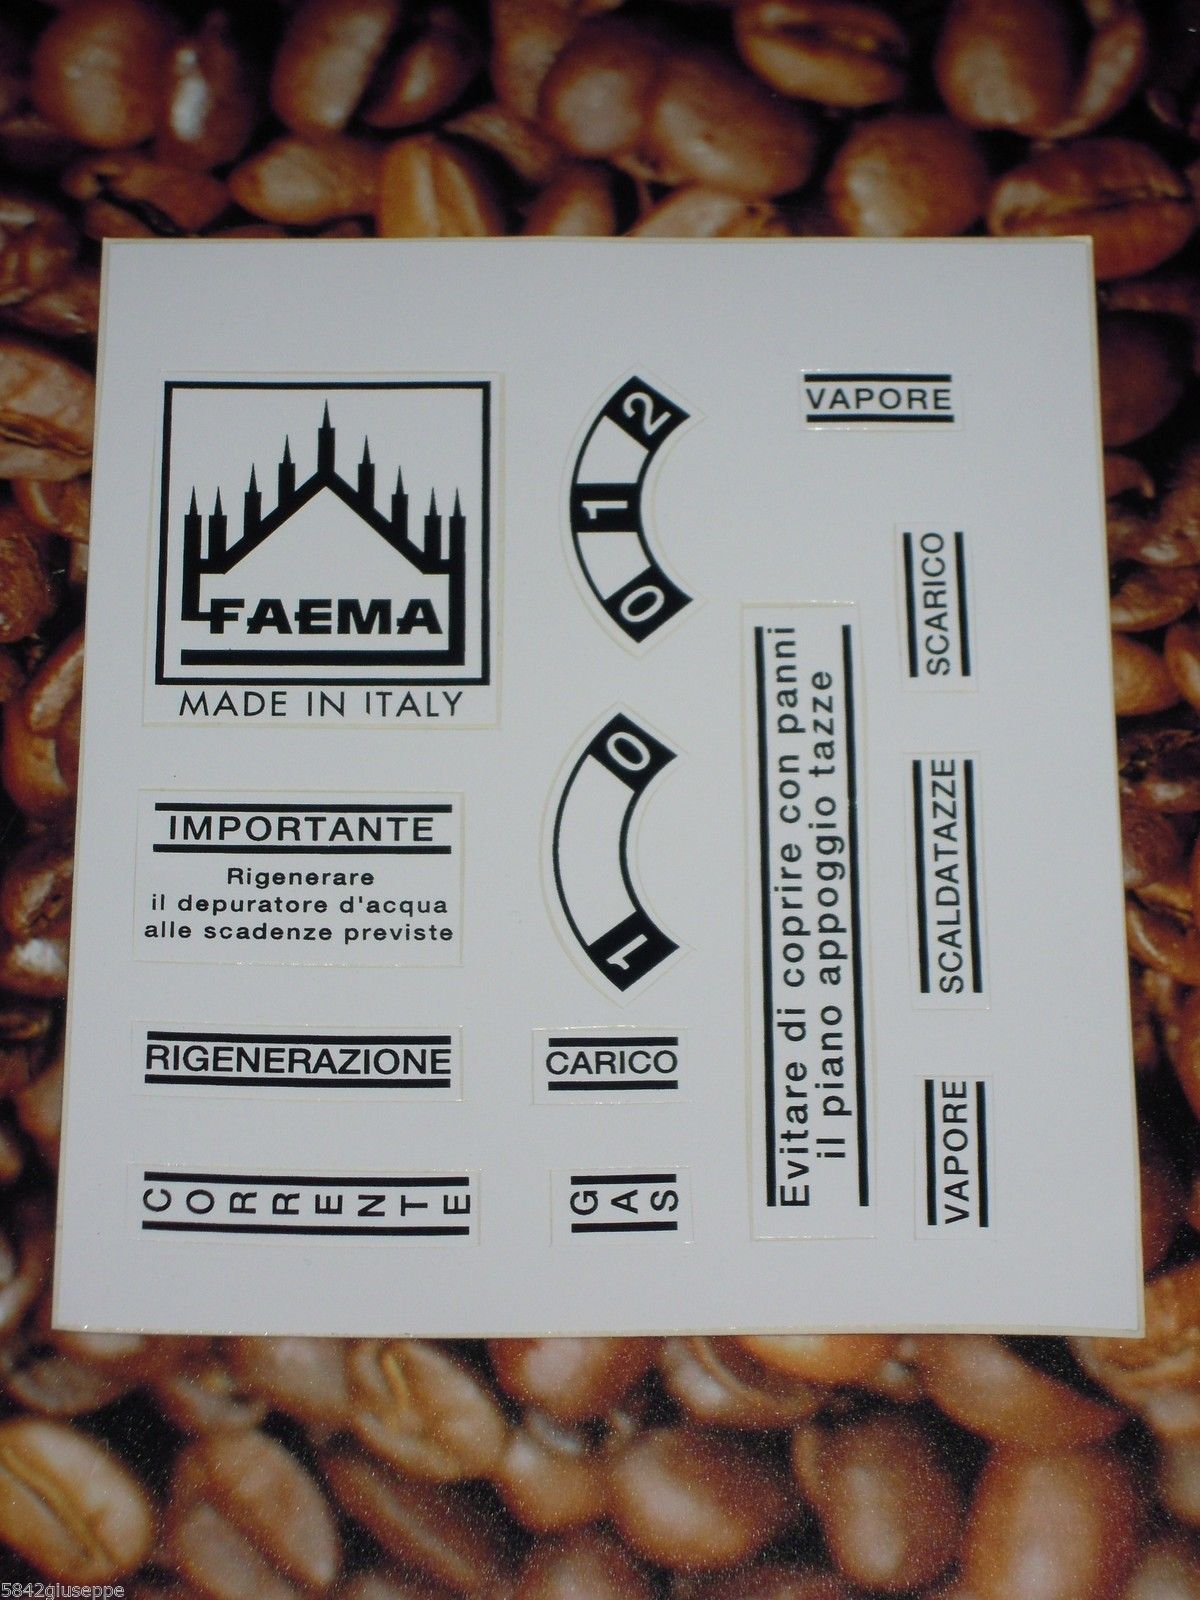 FAEMA
MADE IN ITALY
IMPORTANTE
Rigenerare
il depuratore d'acqua
alle scadenze previste
RIGENERAZIONE
CORRENTE
2
1
0
0
1
CARICO
GAS
Evitare di coprire con panni
il piano appoggio tazze
VAPORE
SCARICO
SCALDATAZZE
VAPORE
5842giuseppe